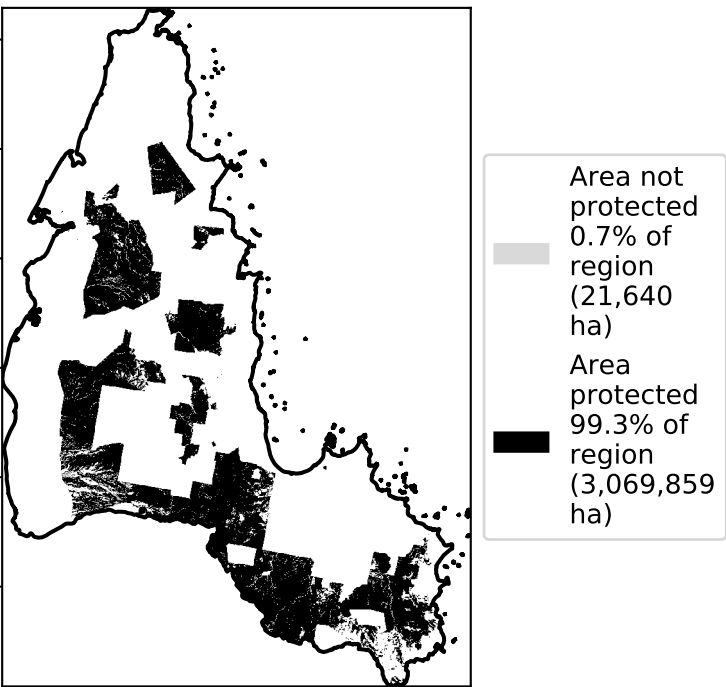 Area not
protected
0.7% of
region
(21,640
ha)
Area
protected
99.3% of
region
(3,069,859
ha)